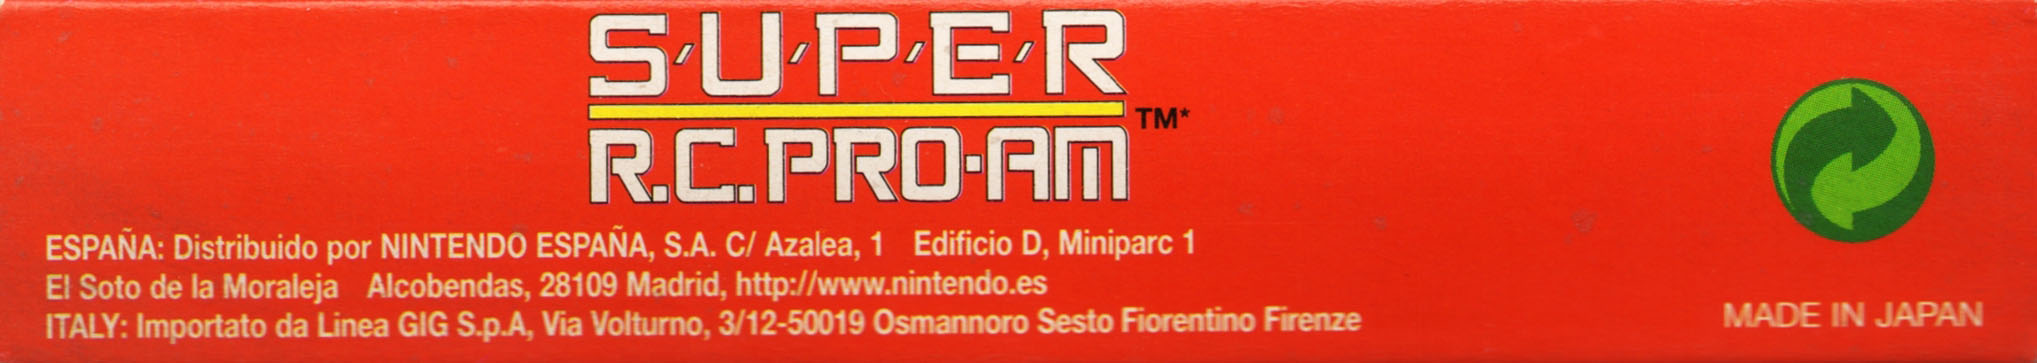 S'U'P'E'R
R.C.PRO-AM TM*
ESPAÑA: Distribuido por NINTENDO ESPAÑA, S.A. C/ Azalea, 1 Edificio D, Miniparc 1
El Soto de la Moraleja Alcobendas, 28109 Madrid, http://www.nintendo.es
ITALY: Importato da Linea GIG S.p.A, Via Volturno, 3/12-50019 Osmannoro Sesto Fiorentino Firenze
MADE IN JAPAN